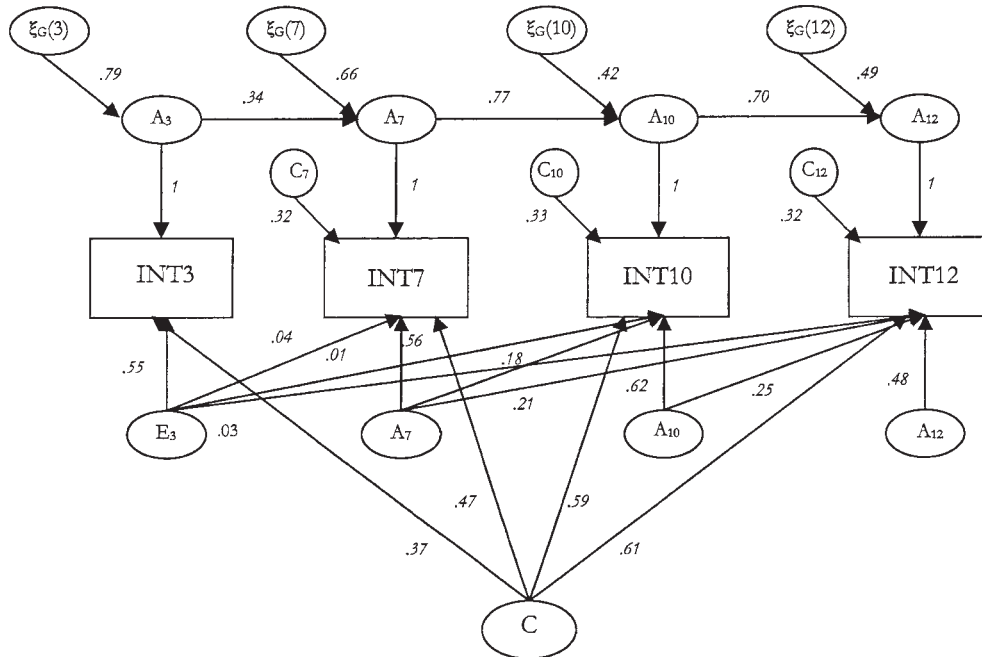 ξG(3) ξG(7) ξG(10) ξG(12)
.79 .66 .42 .49
.34 .77 .70
A3 A7 A10 A12
C7 C10 C12
1 1 1 1
.32 .33 .32
INT3 INT7 INT10 INT12
.04 .56
.55 .01 .18 .62 .25 .48
.21
E3 .03 A7 A10 A12
.47 .59
.37 .61
C